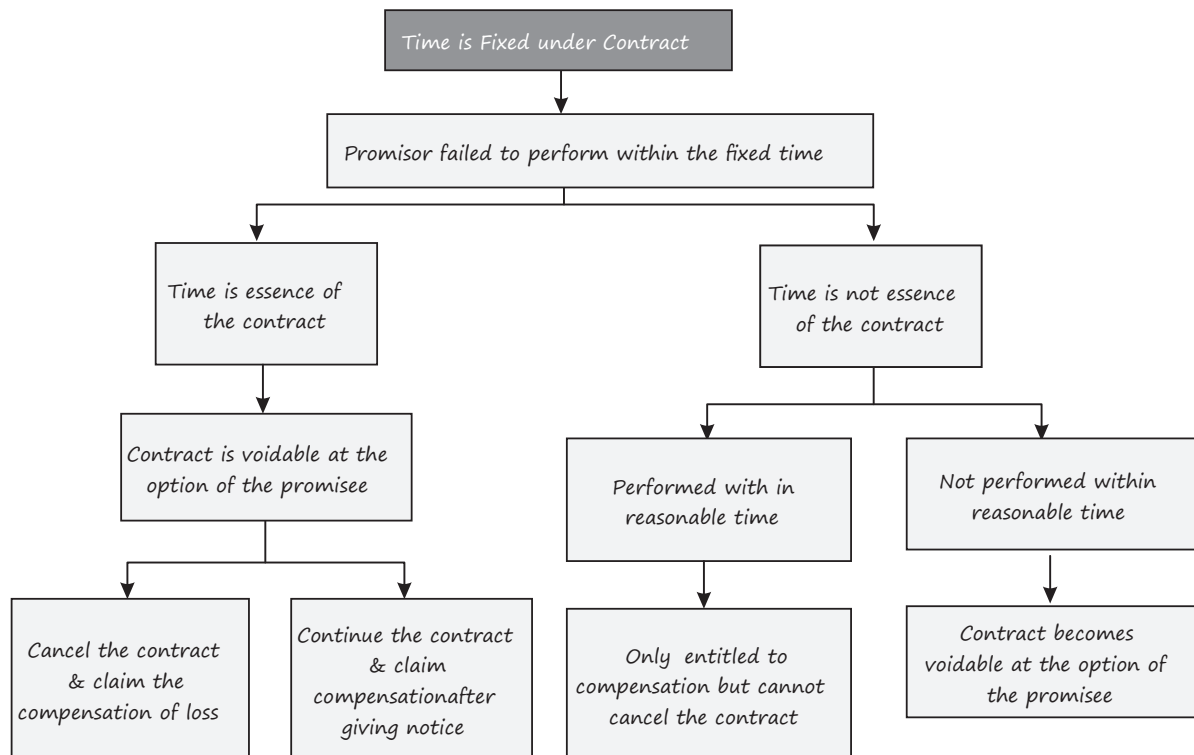 Time is Fixed under Contract
Promisor failed to perform within the fixed time
Time is essence of
the contract
Time is not essence
of the contract
Contract is voidable at the
option of the promisee
Performed with in
reasonable time
Not performed within
reasonable time
Cancel the contract
& claim the
compensation of loss
Continue the contract
& claim
compensationafter
giving notice
Only entitled to
compensation but cannot
cancel the contract
Contract becomes
voidable at the option of
the promisee